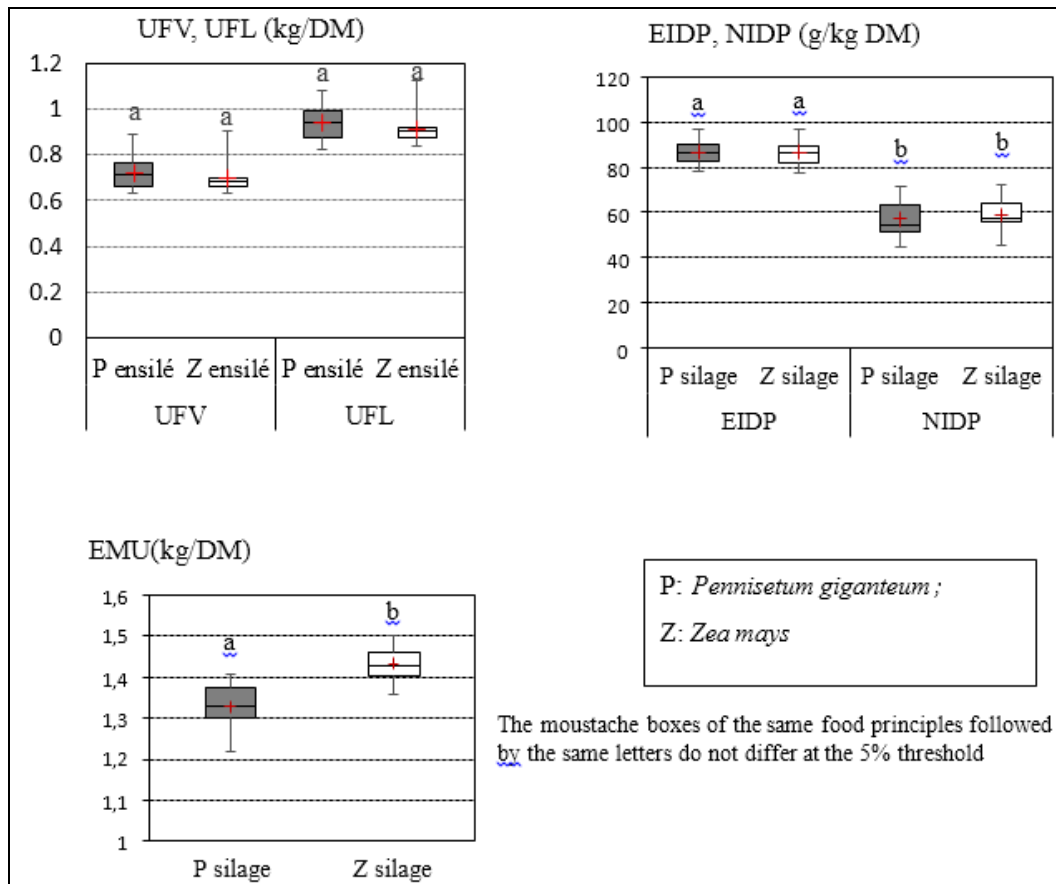 UFV, UFL (kg/DM)
1.2
1
0.8
0.6
0.4
0.2
0
a
a
a
a
P ensilé Z ensilé P ensilé Z ensilé
UFV UFL
EIDP, NIDP (g/kg DM)
120
100
80
60
40
20
0
a
a
b
b
P silage Z silage P silage Z silage
EIDP NIDP
EMU(kg/DM)
1,6
1,5
1,4
1,3
1,2
1,1
1
a
b
P silage Z silage
P: Pennisetum giganteum ;
Z: Zea mays
The moustache boxes of the same food principles followed
by the same letters do not differ at the 5% threshold